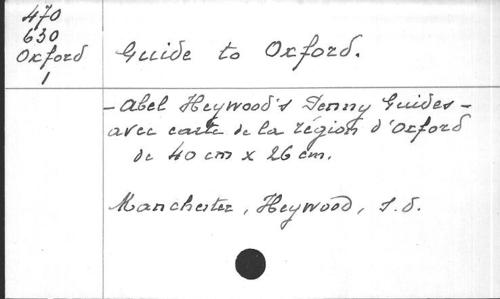 470
630
Oxford
1
Guide to Oxford.
- Abel Heywood's Penny Guides -
avec carte de la région d'Oxford
de 40 cm x 26 cm.
Manchester, Heywood, s.d.